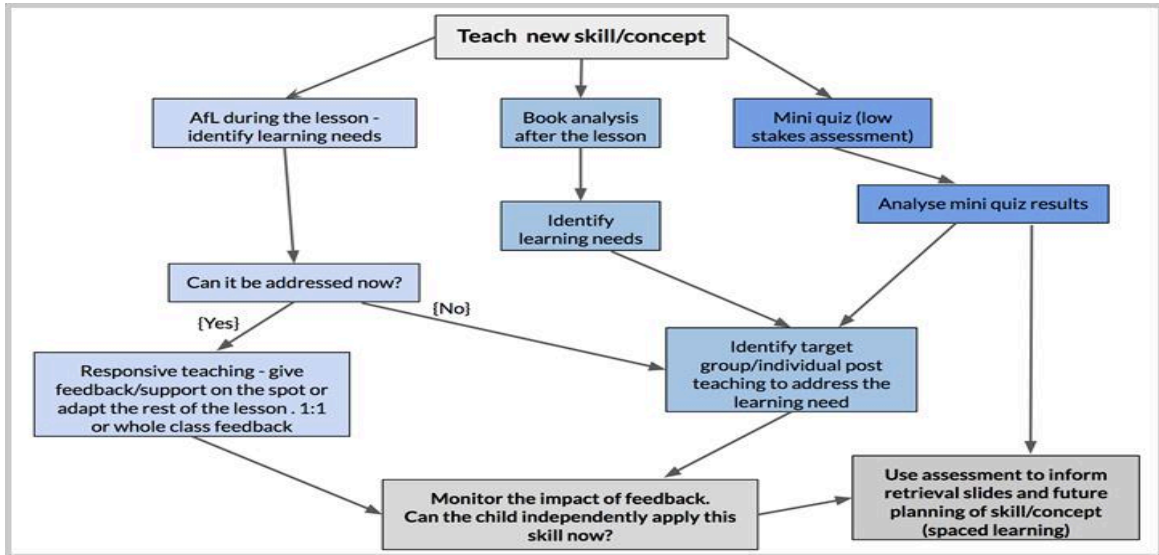 Teach new skill/concept
AfL during the lesson -
identify learning needs
Book analysis
after the lesson
Mini quiz (low
stakes assessment)
Analyse mini quiz results
Identify
learning needs
Can it be addressed now?
{Yes}
{No}
Responsive teaching - give
feedback/support on the spot or
adapt the rest of the lesson . 1:1
or whole class feedback
Identify target
group/individual post
teaching to address the
learning need
Monitor the impact of feedback.
Can the child independently apply this
skill now?
Use assessment to inform
retrieval slides and future
planning of skill/concept
(spaced learning)